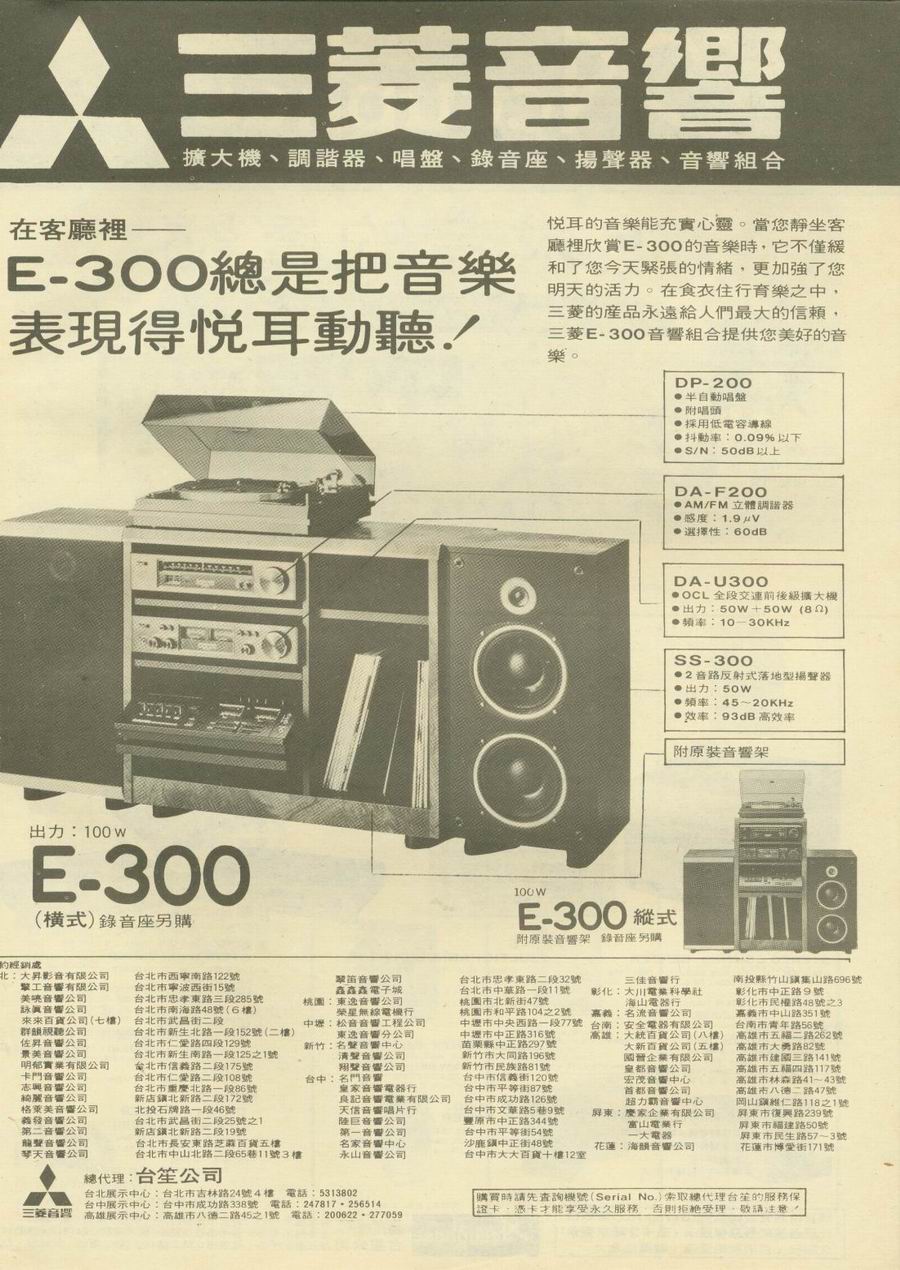 三菱音響
擴大機、調諧器、唱盤、錄音座、揚聲器、音響組合
在客廳裡——
E-300總是把音樂
表現得悅耳動聽！
悅耳的音樂能充實心靈。當您靜坐客
廳裡欣賞E-300的音樂時，它不僅緩
和了您今天緊張的情緒，更加強了您
明天的活力。在食衣住行育樂之中，
三菱的産品永遠給人們最大的信賴，
三菱E-300音響組合提供您美好的音
樂。
DP-200
●半自動唱盤
●附唱頭
●採用低電容導線
●抖動率：0.09%以下
●S/N：50dB以上
DA-F200
●AM/FM 立體調諧器
●感度：1.9μV
●選擇性：60dB
DA-U300
●OCL 全段交連前後級擴大機
●出力：50W＋50W (8Ω)
●頻率：10—30KHz
SS-300
●2音路反射式落地型揚聲器
●出力：50W
●頻率：45～20KHz
●效率：93dB高效率
附原裝音響架
出力：100W
E-300
(橫式)錄音座另購
100W
E-300 縱式
附原裝音響架 錄音座另購
約經銷處
北：大昇影音有限公司 台北市西寧南路122號
擎工音響有限公司 台北市寧波西街15號
美曉音響公司 台北市忠孝東路三段285號
詠眞音響公司 台北市南海路48號(6樓)
來來百貨公司(七樓) 台北市武昌街二段
群韻視聽公司 台北市新生北路一段152號(二樓)
佐昇音響公司 台北市仁愛路四段129號
景美音響公司 台北市新生南路一段125之1號
明郁實業有限公司 台北市信義路二段175號
卡門音響公司 台北市仁愛路二段108號
志興音響公司 台北市重慶北路一段86號
綺麗音響公司 新店鎮北新路二段172號
格萊美音響公司 北投石牌路一段46號
義發音響公司 台北市武昌街二段25號之1
第二音響公司 新店鎮北新路二段19號
龍聲音響公司 台北市長安東路芝麻百貨五樓
琴天音響公司 台北市中山北路二段65巷11號3樓
音響公司 台北市忠孝東路二段32號
鑫鑫鑫電子城 台北市中華路一段11號
桃園：東逸音響公司 桃園市北新街47號
榮星無線電機行 桃園市和平路104之2號
中壢：松音音響工程公司 中壢市中央西路一段77號
東逸音響分公司 中壢市中正路316號
新竹：名聲音響中心 苗栗縣中正路297號
清聲音響公司 新竹市大同路196號
翔聲音響公司 新竹市民族路81號
台中：名門音響 台中市信義街120號
皇家音響電器行 台中市平等街87號
良記音響電業有限公司 台中市成功路126號
天信音響唱片行 台中市文華路5巷9號
陸巨音響公司 豐原市中正路344號
第一音響公司 台中市平等街54號
名家音響中心 沙鹿鎮中正街48號
永山音響公司 台中市大大百貨十樓12室
三佳音響行 南投縣竹山鎮集山路696號
彰化：大川電業科學社 彰化市中正路9號
海山電器行 彰化市民權路48號之3
嘉義：名流音響公司 嘉義市中山路351號
台南：安全電器有限公司 台南市青年路56號
高雄：大統百貨公司(八樓) 高雄市五福二路262號
大新百貨公司(五樓) 高雄市大勇路82號
國晉企業有限公司 高雄市建國三路141號
皇都音響公司 高雄市五福四路117號
宏茂音響中心 高雄市林森路41～43號
首都音響公司 高雄市八德二路47號
超力霸音響中心 岡山鎮維仁路118之1號
屏東：慶家企業有限公司 屏東市復興路239號
富山電業行 屏東市福建路50號
一大電器 屏東市民生路57～3號
花蓮：海韻音響公司 花蓮市博愛街171號
三菱音響
總代理：台笙公司
台北展示中心：台北市吉林路24號4樓 電話：5313802
台中展示中心：台中市成功路338號 電話：247817・256514
高雄展示中心：高雄市八德二路45之1號 電話：200622・277059
購買時請先查詢機號(Serial No.)索取總代理台笙的服務保
證卡，憑卡才能享受永久服務，否則拒絶受理，敬請注意！